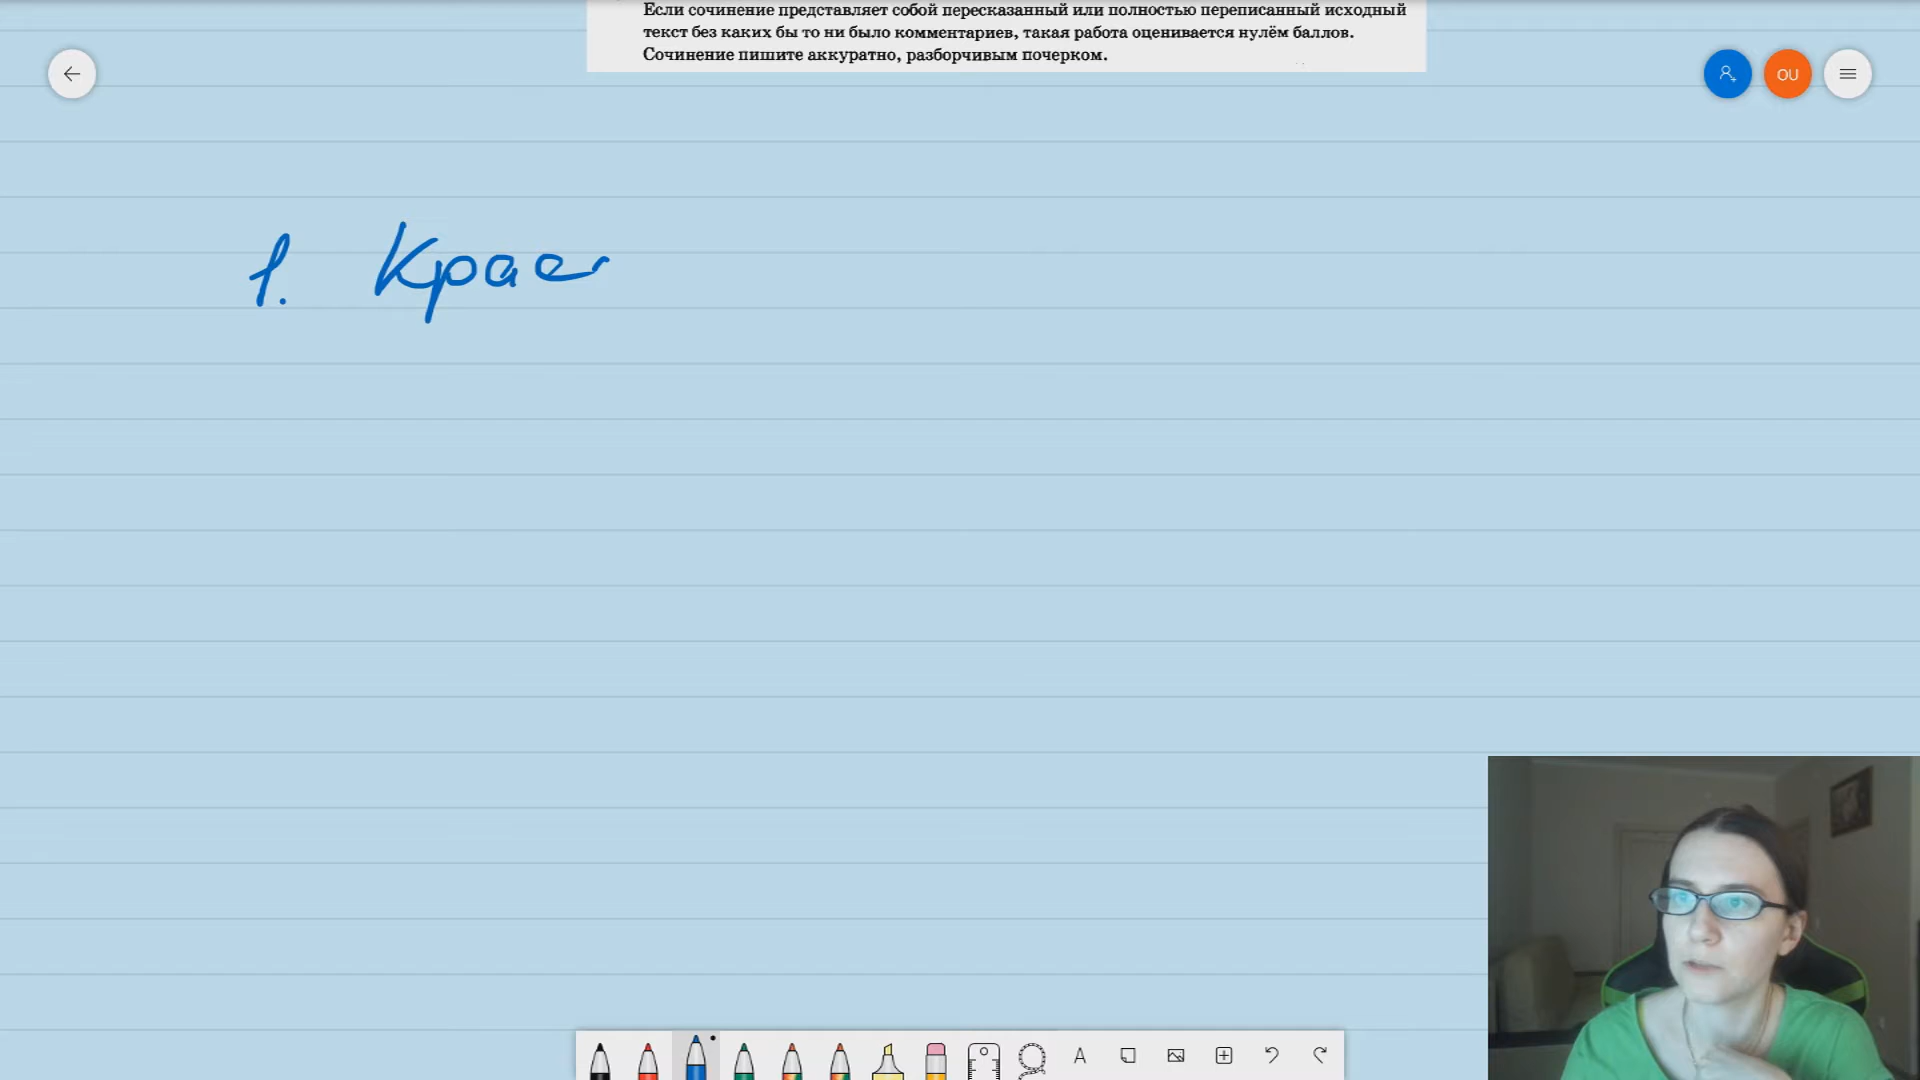 Если сочинение представляет собой пересказанный или полностью переписанный исходный
текст без каких бы то ни было комментариев, такая работа оценивается нулём баллов.
Сочинение пишите аккуратно, разборчивым почерком.
OU
1. Крас
A